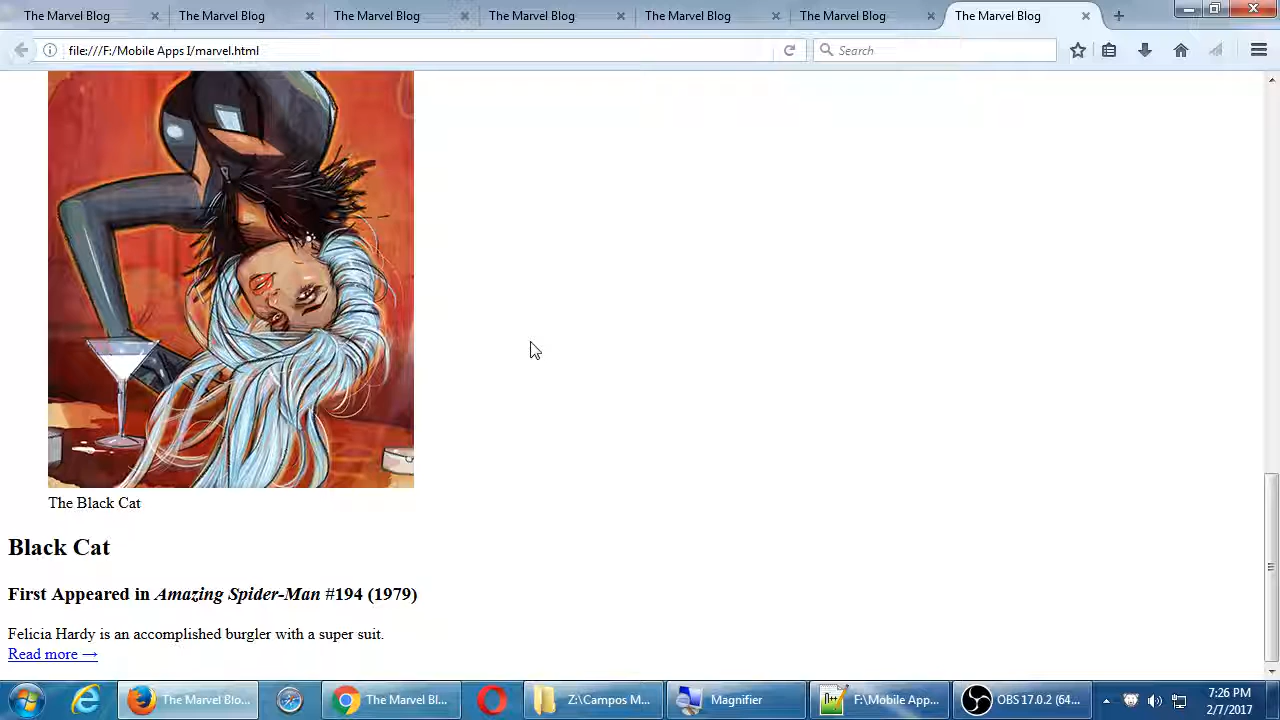 The Marvel Blog
The Marvel Blog
The Marvel Blog
The Marvel Blog
The Marvel Blog
The Marvel Blog
The Marvel Blog
file:///F:/Mobile Apps I/marvel.html
Search
The Black Cat
Black Cat
First Appeared in Amazing Spider-Man #194 (1979)
Felicia Hardy is an accomplished burgler with a super suit.
Read more →
The Marvel Blo...
The Marvel Bl...
Z:\Campos M...
Magnifier
F:\Mobile App...
OBS 17.0.2 (64...
7:26 PM
2/7/2017